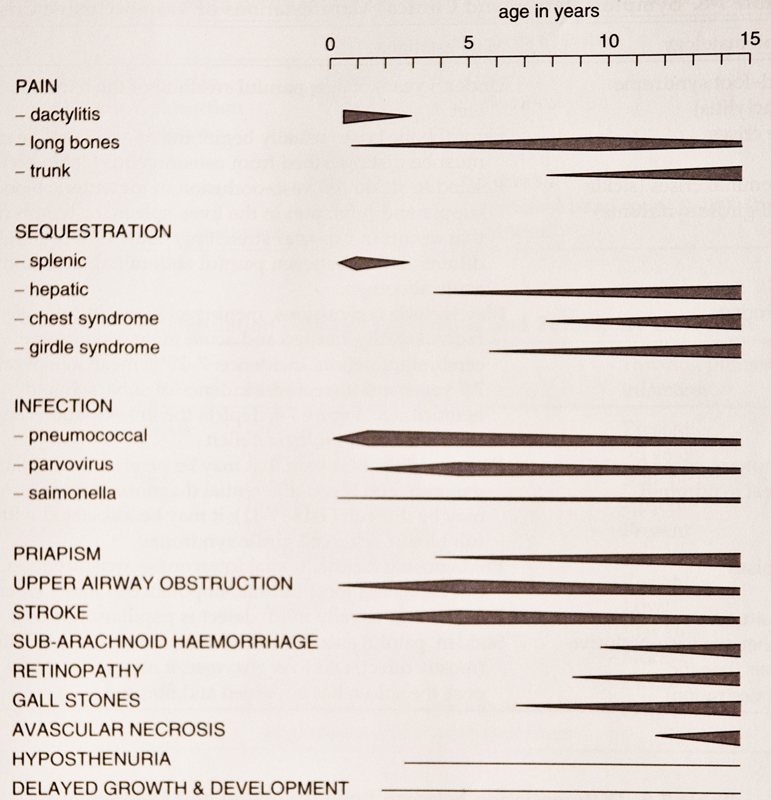 age in years
0 5 10 15
PAIN
– dactylitis
– long bones
– trunk
SEQUESTRATION
– splenic
– hepatic
– chest syndrome
– girdle syndrome
INFECTION
– pneumococcal
– parvovirus
– saimonella
PRIAPISM
UPPER AIRWAY OBSTRUCTION
STROKE
SUB-ARACHNOID HAEMORRHAGE
RETINOPATHY
GALL STONES
AVASCULAR NECROSIS
HYPOSTHENURIA
DELAYED GROWTH & DEVELOPMENT